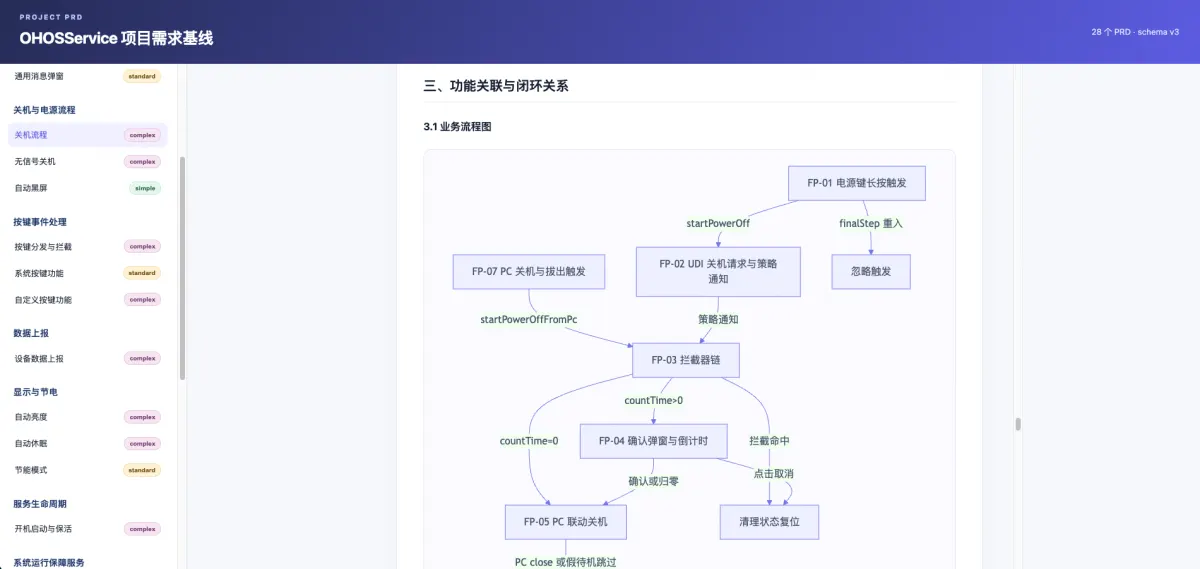 PROJECT PRD
OHOSService 项目需求基线
28 个 PRD · schema v3
通用消息弹窗 standard
关机与电源流程
关机流程 complex
无信号关机 complex
自动黑屏 simple
按键事件处理
按键分发与拦截 complex
系统按键功能 standard
自定义按键功能 complex
数据上报
设备数据上报 complex
显示与节电
自动亮度 complex
自动休眠 complex
节能模式 standard
服务生命周期
开机启动与保活 complex
系统运行保障服务
三、功能关联与闭环关系
3.1 业务流程图
FP-01 电源键长按触发
startPowerOff
finalStep 重入
FP-07 PC 关机与拔出触发
FP-02 UDI 关机请求与策略
通知
忽略触发
startPowerOffFromPc
策略通知
FP-03 拦截器链
countTime>0
countTime=0
FP-04 确认弹窗与倒计时
拦截命中
点击取消
确认或归零
FP-05 PC 联动关机
清理状态复位
PC close 或假待机跳过